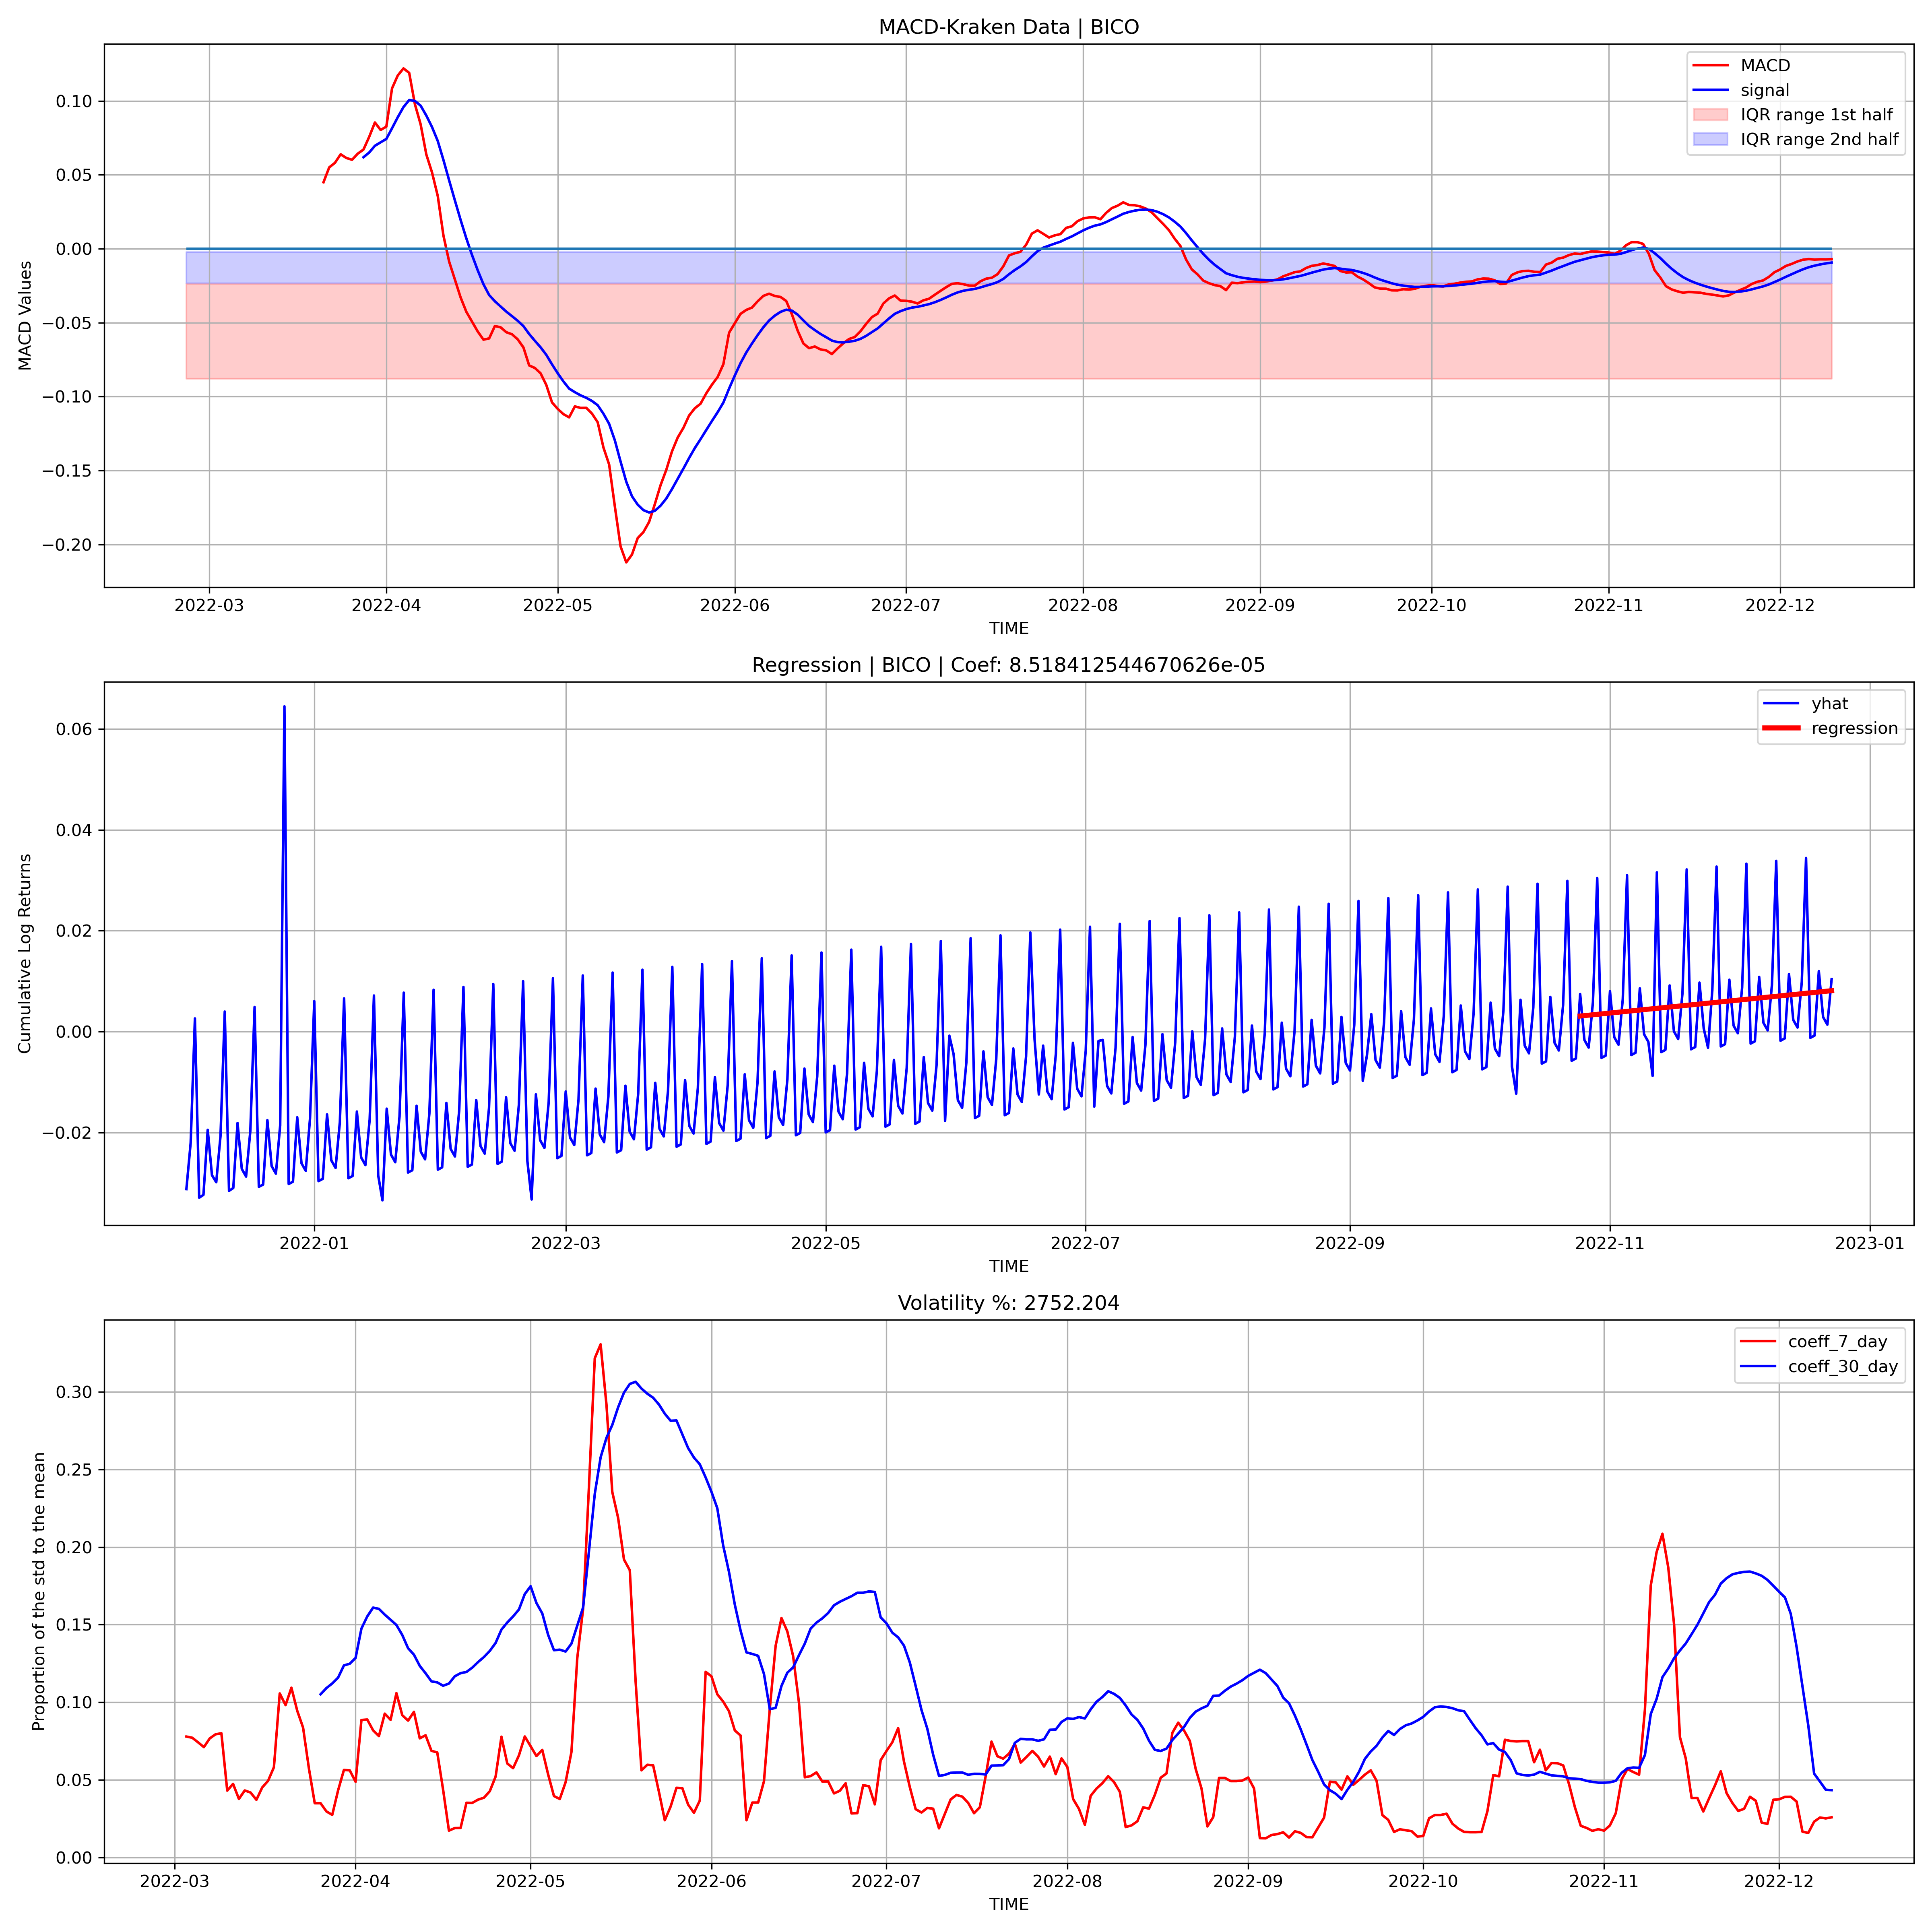 MACD-Kraken Data | BICO
MACD
signal
IQR range 1st half
IQR range 2nd half
MACD Values
0.10
0.05
0.00
−0.05
−0.10
−0.15
−0.20
2022-03 2022-04 2022-05 2022-06 2022-07 2022-08 2022-09 2022-10 2022-11 2022-12
TIME
Regression | BICO | Coef: 8.518412544670626e-05
yhat
regression
Cumulative Log Returns
0.06
0.04
0.02
0.00
−0.02
2022-01 2022-03 2022-05 2022-07 2022-09 2022-11 2023-01
TIME
Volatility %: 2752.204
coeff_7_day
coeff_30_day
Proportion of the std to the mean
0.30
0.25
0.20
0.15
0.10
0.05
0.00
2022-03 2022-04 2022-05 2022-06 2022-07 2022-08 2022-09 2022-10 2022-11 2022-12
TIME